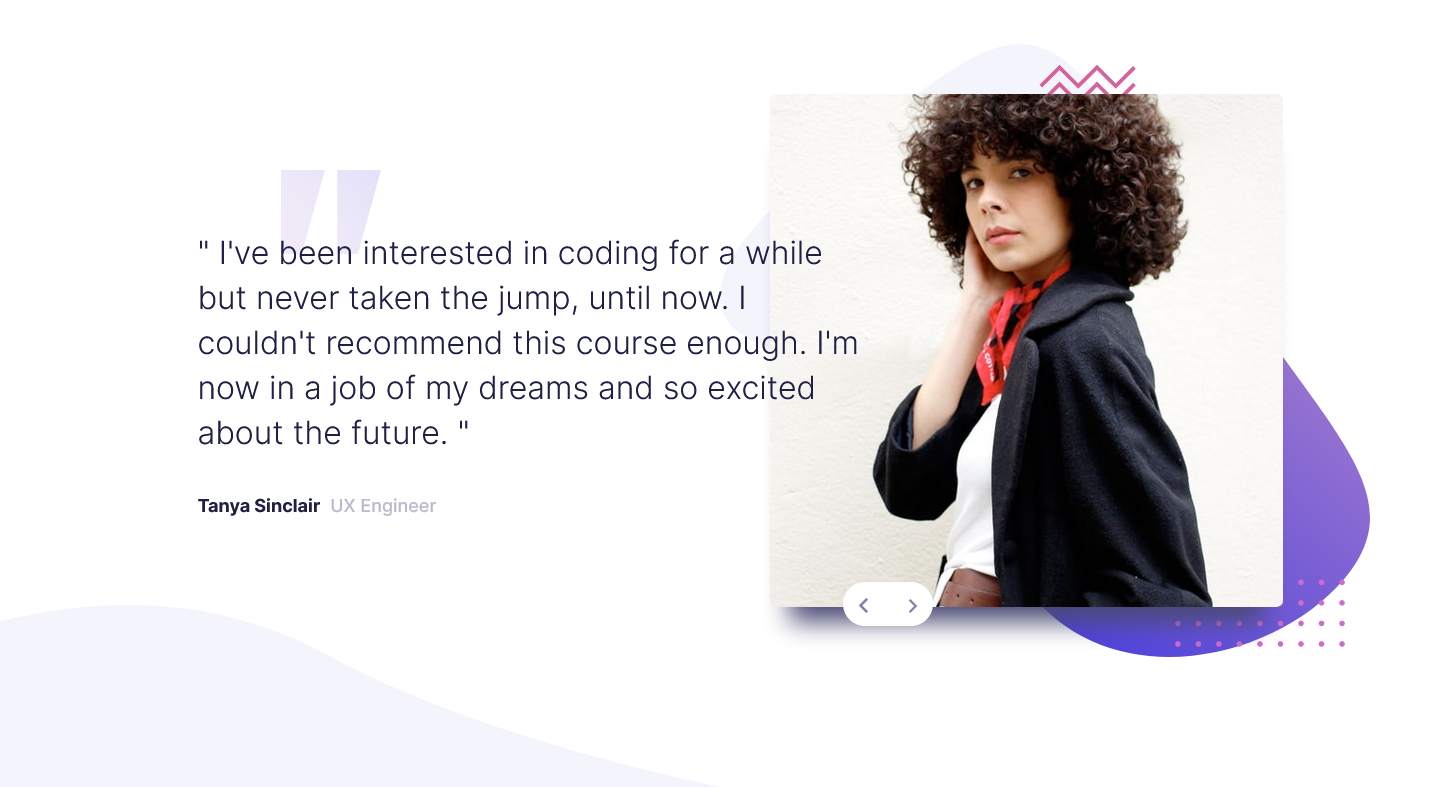 " I've been interested in coding for a while
but never taken the jump, until now. I
couldn't recommend this course enough. I'm
now in a job of my dreams and so excited
about the future. "
Tanya Sinclair UX Engineer